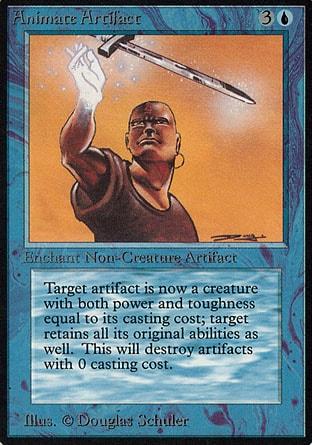 Animate Artifact 3
Enchant Non-Creature Artifact
Target artifact is now a creature
with both power and toughness
equal to its casting cost; target
retains all its original abilities as
well. This will destroy artifacts
with 0 casting cost.
Illus. © Douglas Schuler